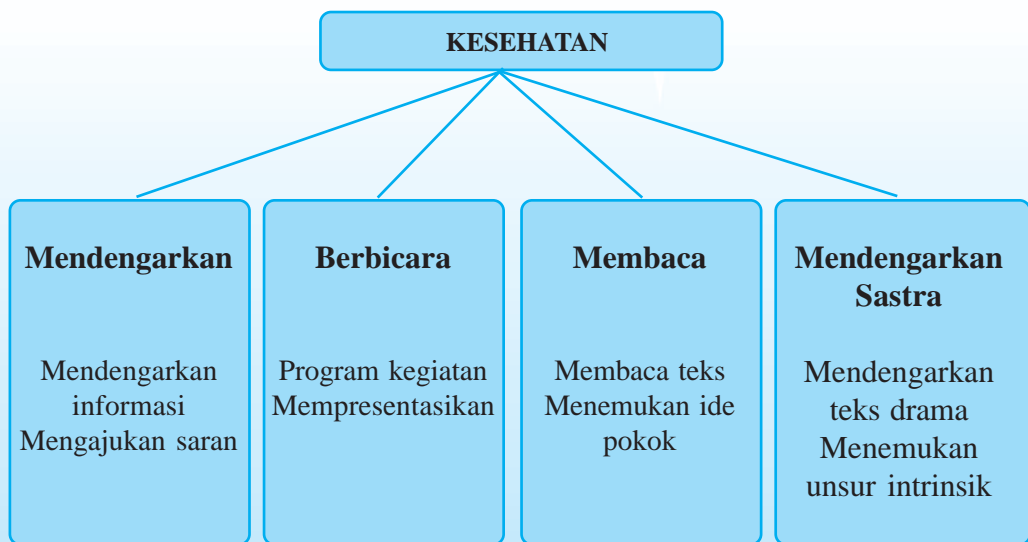 KESEHATAN
Mendengarkan
Mendengarkan
informasi
Mengajukan saran
Berbicara
Program kegiatan
Mempresentasikan
Membaca
Membaca teks
Menemukan ide
pokok
Mendengarkan
Sastra
Mendengarkan
teks drama
Menemukan
unsur intrinsik